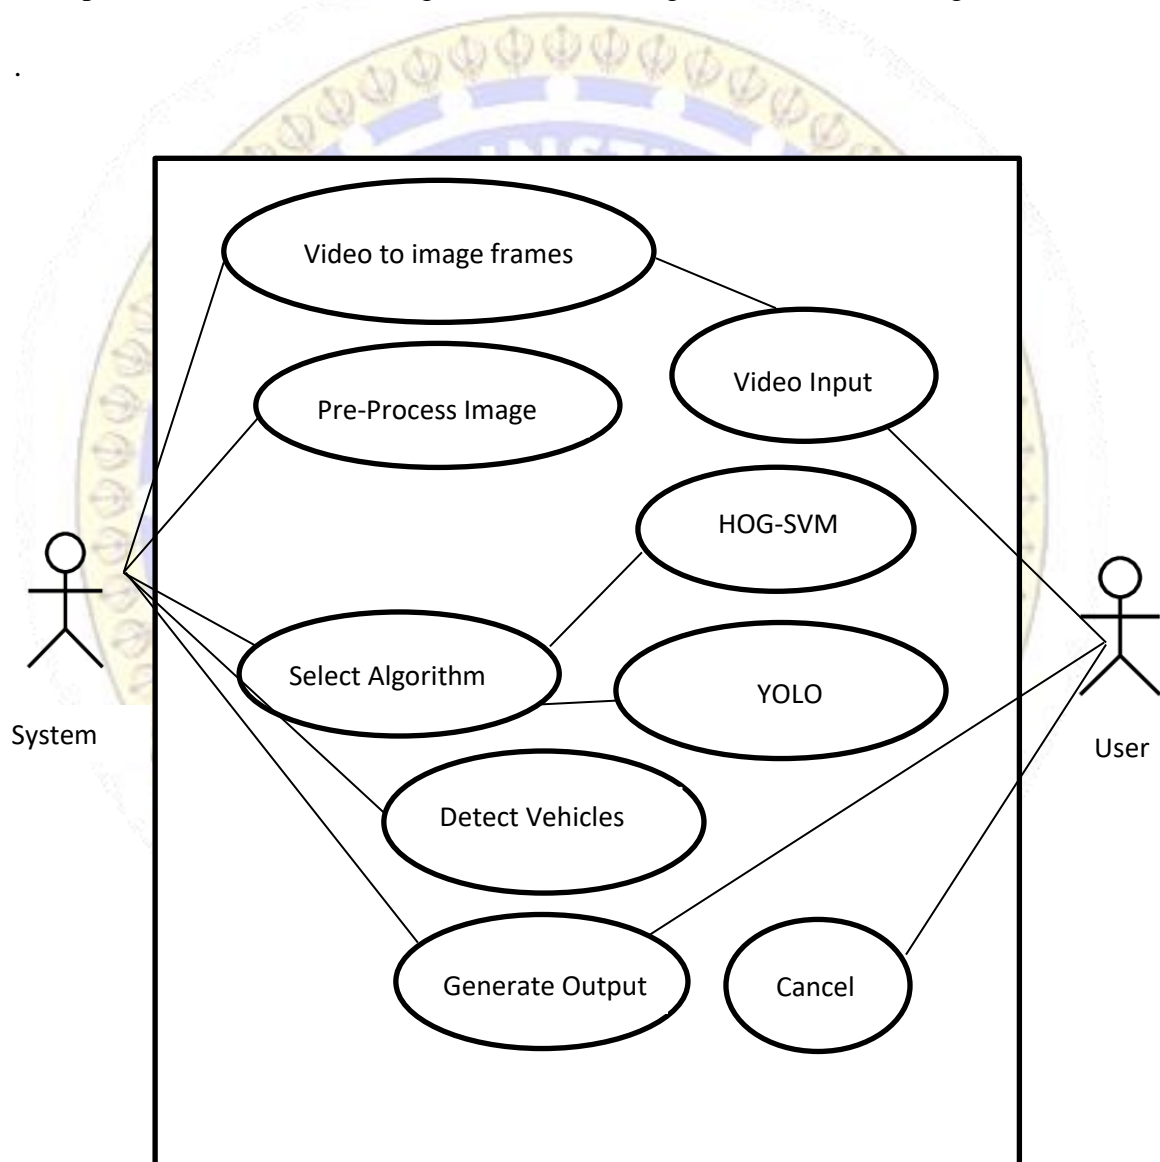 .
INSTI
Video to image frames
Video Input
Pre-Process Image
HOG-SVM
Select Algorithm
YOLO
System
User
Detect Vehicles
Generate Output
Cancel